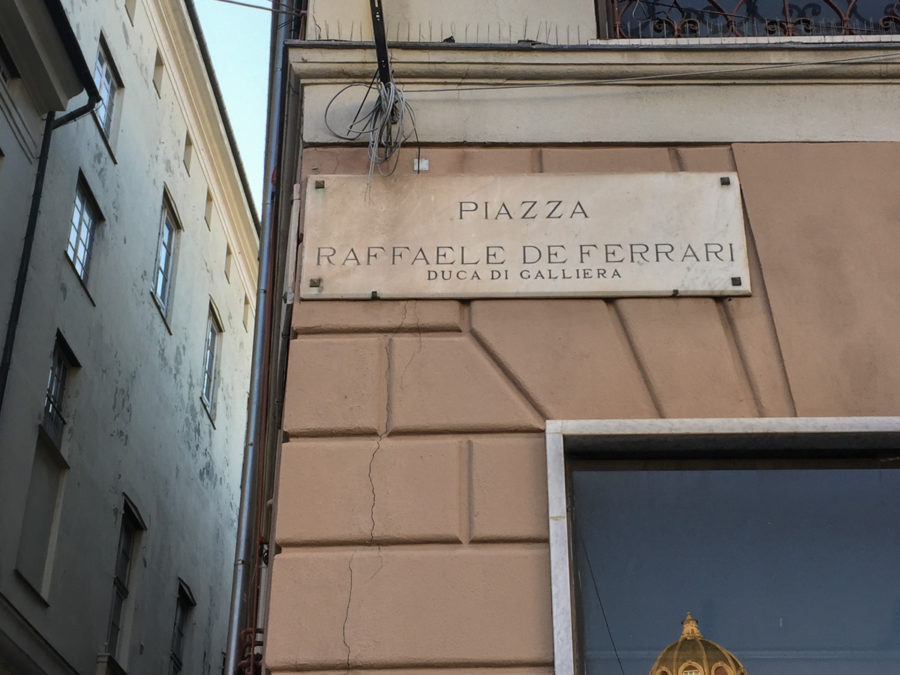 PIAZZA
RAFFAELE DE FERRARI
DUCA DI GALLIERA